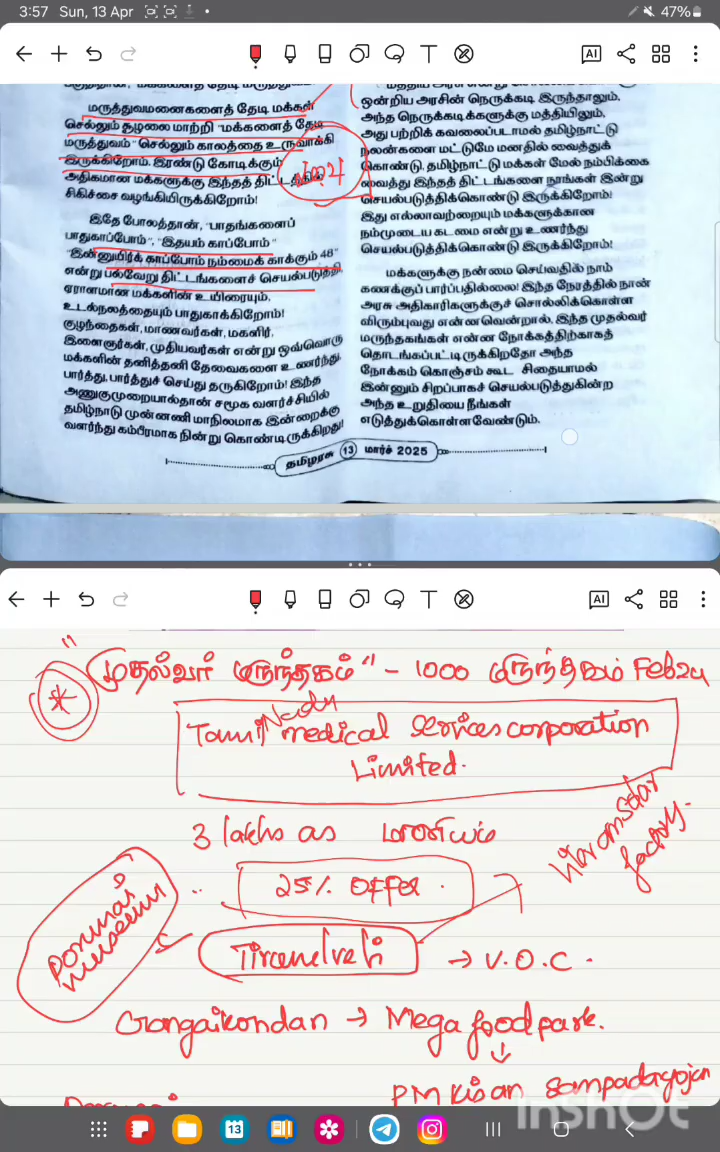 3:57 Sun, 13 Apr
47%
T
AI
மருத்துவமனைகளைத் தேடி மக்கள்
செல்லும் சூழலை மாற்றி "மக்களைத் தேடி
மருத்துவம்" செல்லும் காலத்தை உருவாக்கி
இருக்கிறோம். இரண்டு கோடிக்கும்
அதிகமான மக்களுக்கு இந்தத் திட்டத்தில்
சிகிச்சை வழங்கியிருக்கிறோம்!
இதே போலத்தான், "பாதங்களைப்
பாதுகாப்போம்", "இதயம் காப்போம்"
"இன்னுயிர்க் காப்போம் நம்மைக் காக்கும் 48"
என்று பல்வேறு திட்டங்களைச் செயல்படுத்தி,
ஏராளமான மக்களின் உயிரையும்,
உடல்நலத்தையும் பாதுகாக்கிறோம்!
குழந்தைகள், மாணவர்கள், மகளிர்,
இளைஞர்கள், முதியவர்கள் என்று ஒவ்வொரு
மக்களின் தனித்தனி தேவைகளை உணர்ந்து
பார்த்து, பார்த்துச் செய்து தருகிறோம்! இந்த
அணுகுமுறையால்தான் சமூக வளர்ச்சியில்
தமிழ்நாடு முன்னணி மாநிலமாக இன்றைக்கு
வளர்ந்து கம்பீரமாக நின்று கொண்டிருக்கிறது!
ஒன்றிய அரசின் நெருக்கடி இருந்தாலும்,
அந்த நெருக்கடிக்களுக்கு மத்தியிலும்,
அது பற்றிக் கவலைப்படாமல் தமிழ்நாட்டு
நலன்களை மட்டுமே மனதில் வைத்துக்
கொண்டு, தமிழ்நாட்டு மக்கள் மேல் நம்பிக்கை
வைத்து இந்தத் திட்டங்களை நாங்கள் இன்று
செயல்படுத்திக்கொண்டு இருக்கிறோம்!
இது எல்லாவற்றையும் மக்களுக்கான
நம்முடைய கடமை என்று உணர்ந்து
செயல்படுத்திக்கொண்டு இருக்கிறோம்!
மக்களுக்கு நன்மை செய்வதில் நாம்
கணக்குப் பார்ப்பதில்லை! இந்த நேரத்தில் நான்
அரசு அதிகாரிகளுக்குச் சொல்லிக்கொள்ள
விரும்புவது என்னவென்றால், இந்த முதல்வர்
மருந்தகங்கள் என்ன நோக்கத்திற்காகத்
தொடங்கப்பட்டிருக்கிறதோ அந்த
நோக்கம் கொஞ்சம் கூட சிதையாமல்
இன்னும் சிறப்பாகச் செயல்படுத்துகின்ற
அந்த உறுதியை நீங்கள்
எடுத்துக்கொள்ள வேண்டும்.
தமிழரசு 13 மார்ச் 2025
T
AI
"முதல்வர் மருந்தகம்" - 1000 மருந்தகம் Feb 24
Tamil Nadu medical services corporation
Limited.
3 lakhs as மானியம்
25% Offer.
Porunai museum
Tirunelveli → V.O.C.
factory.
Gangaikondan → Mega food park.
PM Kisan Sampadayojan
13
InShOt